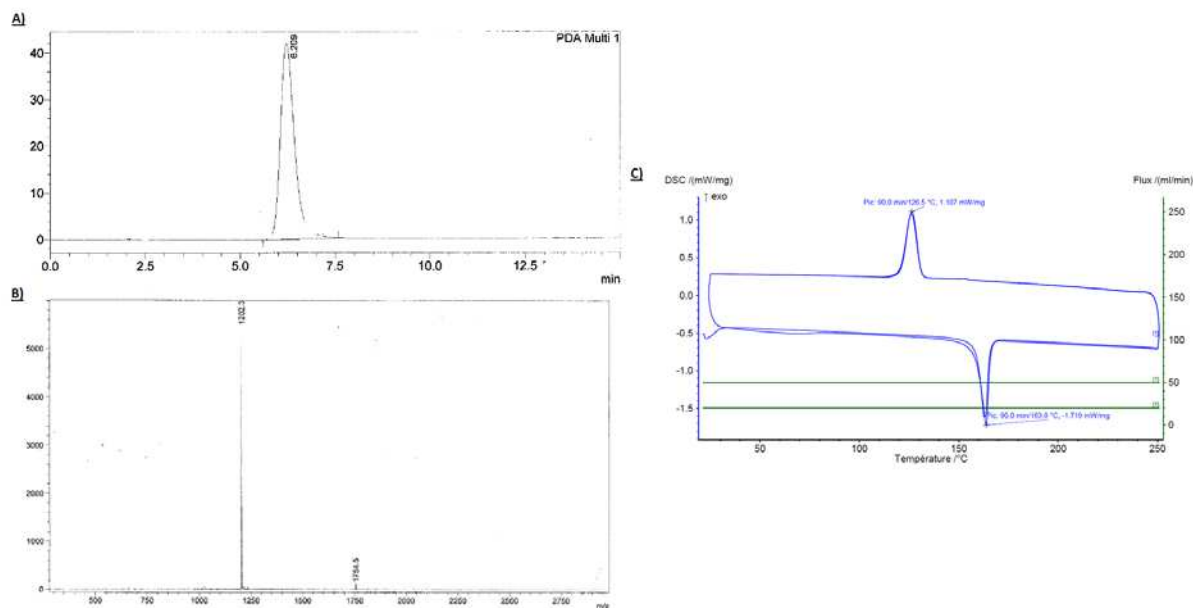 A)
PDA Multi 1
6.209
40
30
20
10
0
0.0 2.5 5.0 7.5 10.0 12.5
min
B)
1202.3
5000
4000
3000
2000
1000
0
1754.5
500 750 1000 1250 1500 1750 2000 2250 2500 2750
m/z
C)
DSC /(mW/mg) Flux /(ml/min)
↑ exo
Pic: 90.0 min/126.5 °C, 1.107 mW/mg
1.0
0.5
0.0
-0.5
-1.0
-1.5
250
200
150
100
50
0
Pic: 90.0 min/163.8 °C, -1.719 mW/mg
50 100 150 200 250
Température /°C